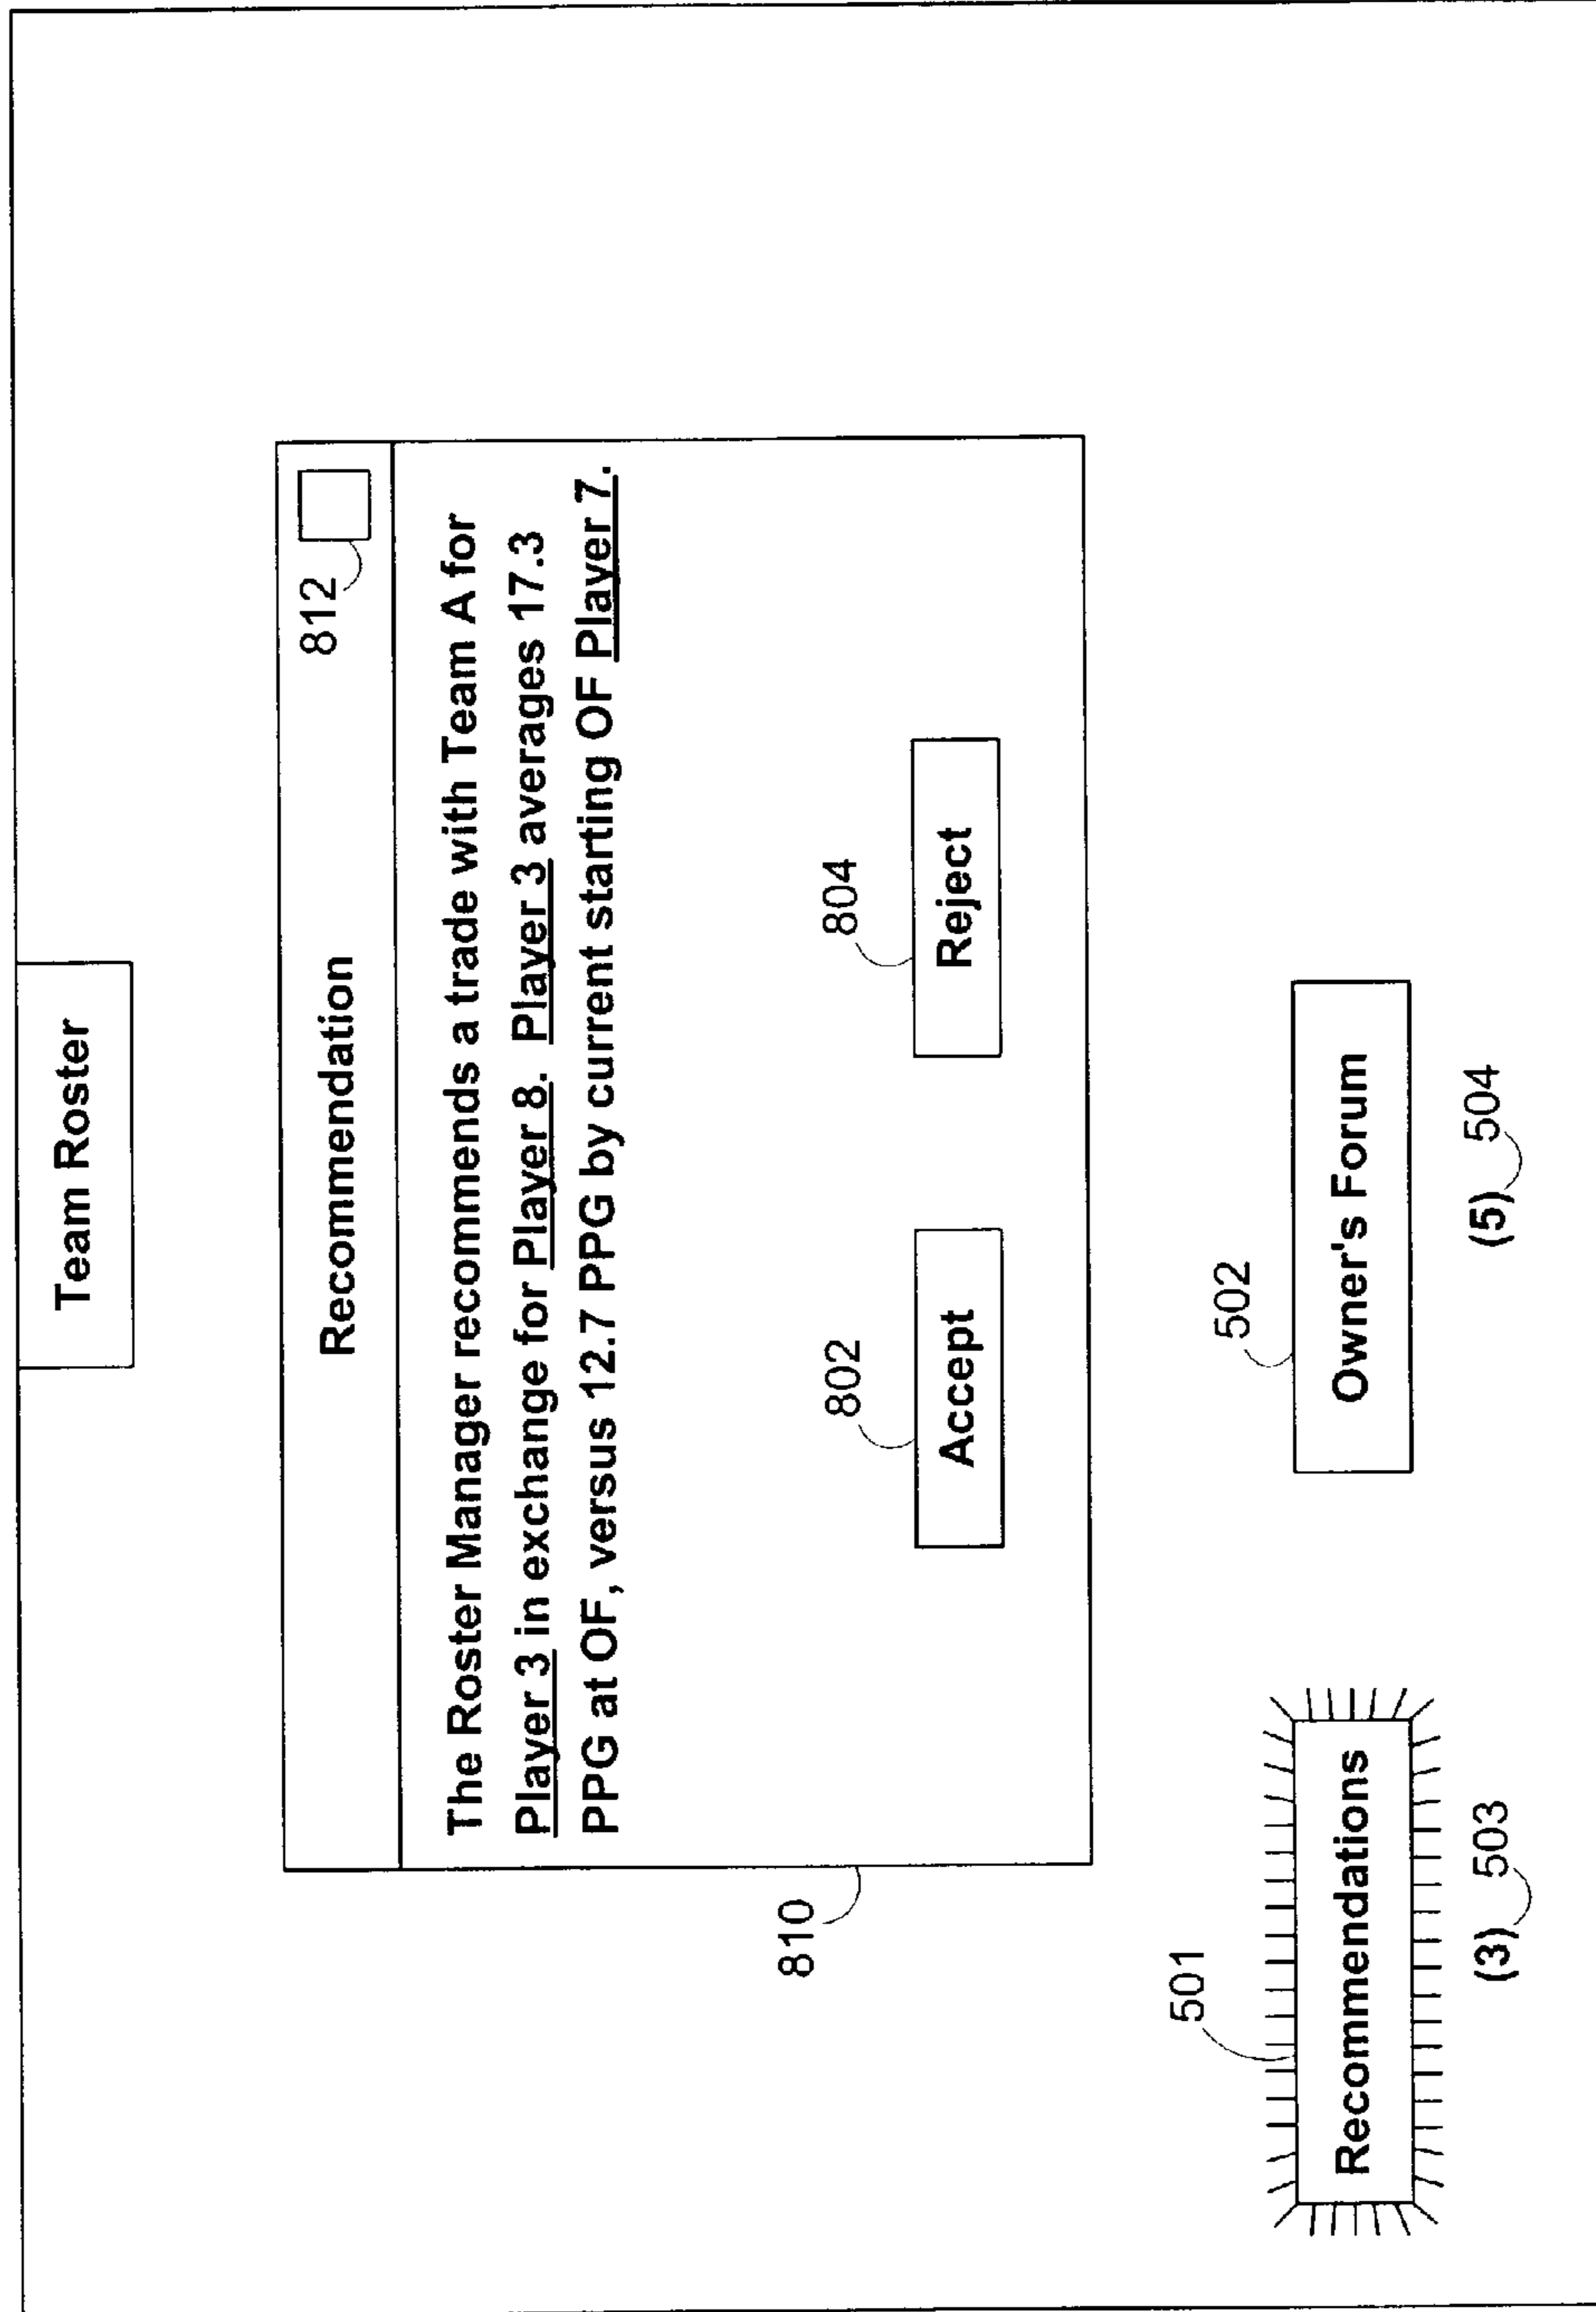 Team Roster
Recommendation
812
The Roster Manager recommends a trade with Team A for
Player 3 in exchange for Player 8. Player 3 averages 17.3
PPG at OF, versus 12.7 PPG by current starting OF Player 7.
810
802
804
Accept
Reject
501
502
Recommendations
Owner's Forum
(3) 503
(5) 504